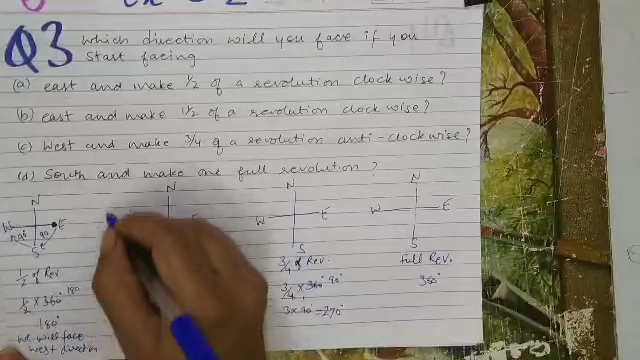 Q3 Which direction will you face if you
start facing
(a) east and make 1/2 of a revolution clockwise?
(b) east and make 1 1/2 of a revolution clockwise?
(c) West and make 3/4 of a revolution anti-clockwise?
(d) South and make one full revolution?
N N N N
W E W E W E
90° 90°
S S S
1/2 of Rev 3/4 of Rev. full Rev.
1/2 × 360° 180 3/4 × 360° 90° 360°
180° 3×90° = 270°
we will face
west direction